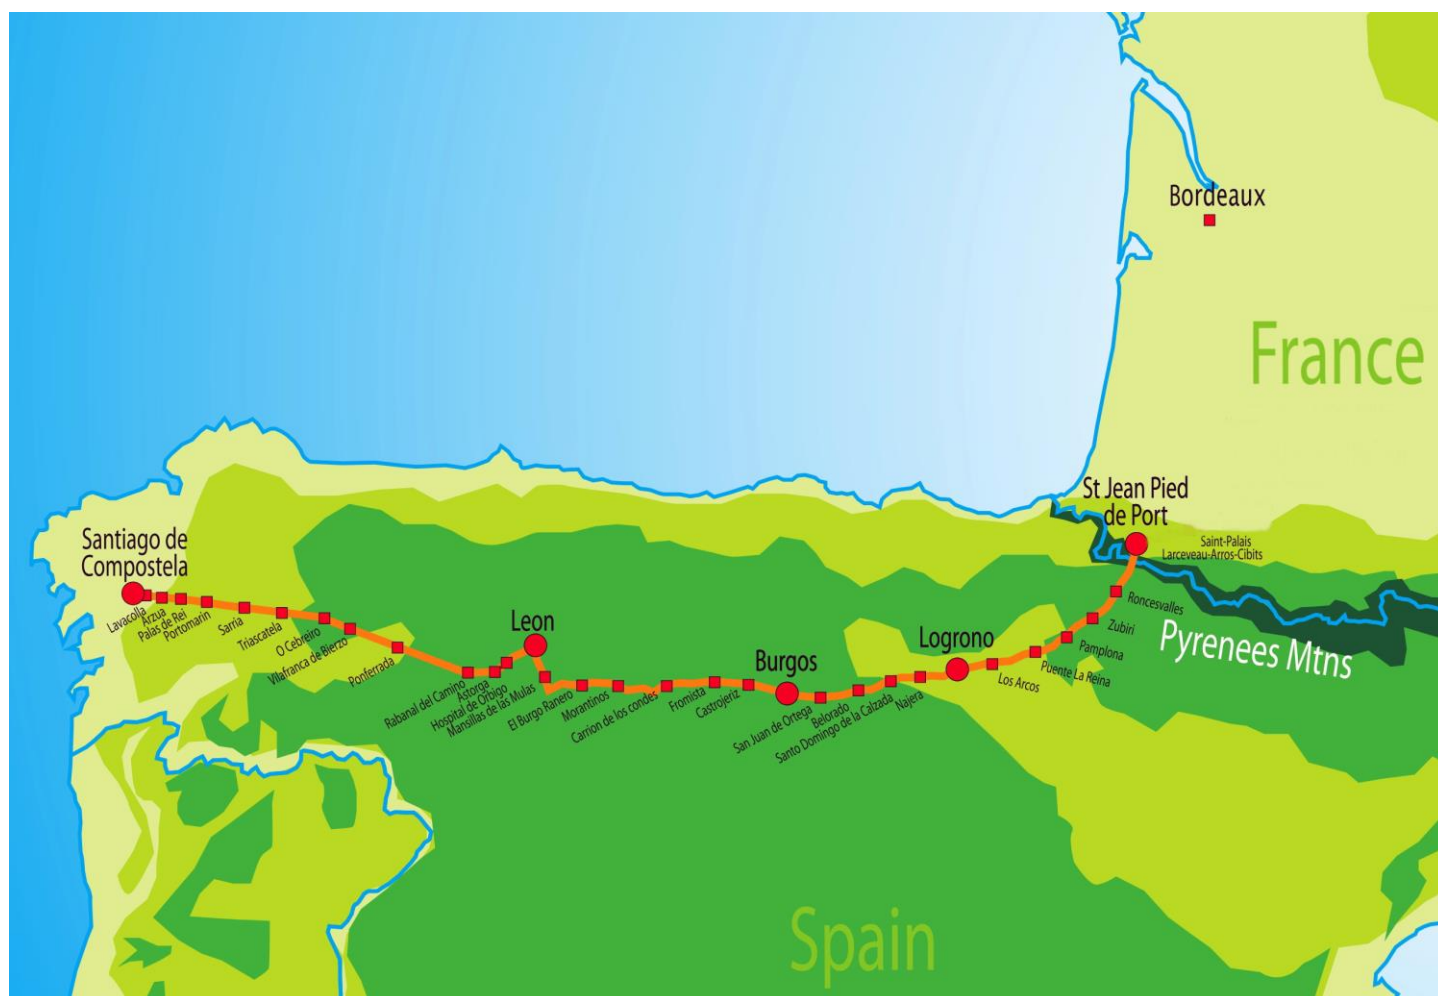 Bordeaux
France
St Jean Pied
de Port
Saint-Palais
Larceveau-Arros-Cibits
Santiago de
Compostela
Lavacolla
Arzua
Palas de Rei
Portomarin
Sarria
Triascatela
O Cebreiro
Vilafranca de Bierzo
Ponferrada
Rabanal del Camino
Astorga
Hospital de Orbigo
Leon
Mansillas de las Mulas
El Burgo Ranero
Morantinos
Carrion de los condes
Fromista
Castrojeriz
Burgos
San Juan de Ortega
Belorado
Santo Domingo de la Calzada
Najera
Logrono
Los Arcos
Puente La Reina
Pamplona
Zubiri
Roncesvalles
Pyrenees Mtns
Spain